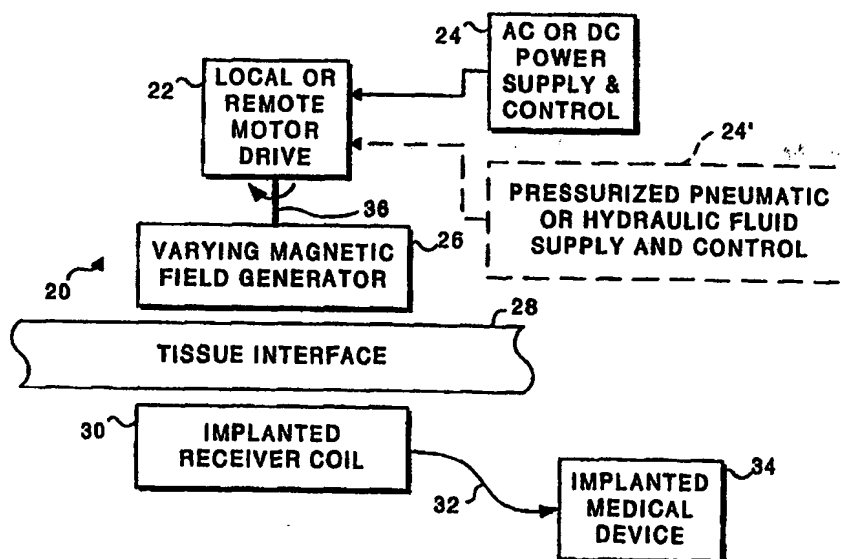 24
AC OR DC
POWER
SUPPLY &
CONTROL
22
LOCAL OR
REMOTE
MOTOR
DRIVE
24'
PRESSURIZED PNEUMATIC
OR HYDRAULIC FLUID
SUPPLY AND CONTROL
36
VARYING MAGNETIC
FIELD GENERATOR
26
20
28
TISSUE INTERFACE
30
IMPLANTED
RECEIVER COIL
32
IMPLANTED
MEDICAL
DEVICE
34